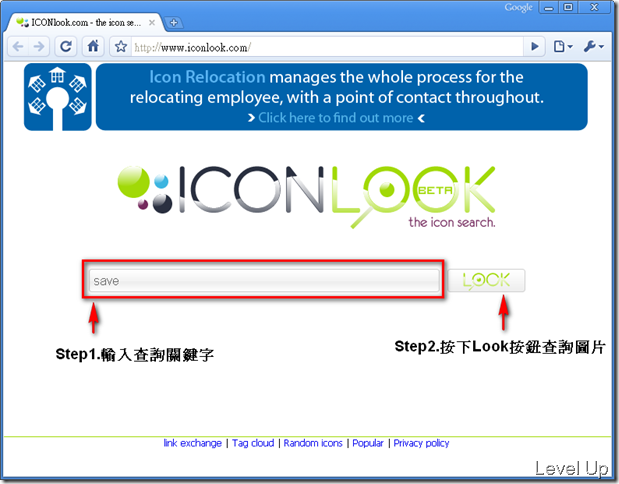 Google
ICONlook.com - the icon sea...
http://www.iconlook.com/
Icon Relocation manages the whole process for the
relocating employee, with a point of contact throughout.
Click here to find out more
ICONLOOK
BETA
the icon search.
save
LOOK
Step1.輸入查詢關鍵字
Step2.按下Look按鈕查詢圖片
link exchange | Tag cloud | Random icons | Popular | Privacy policy
Level Up